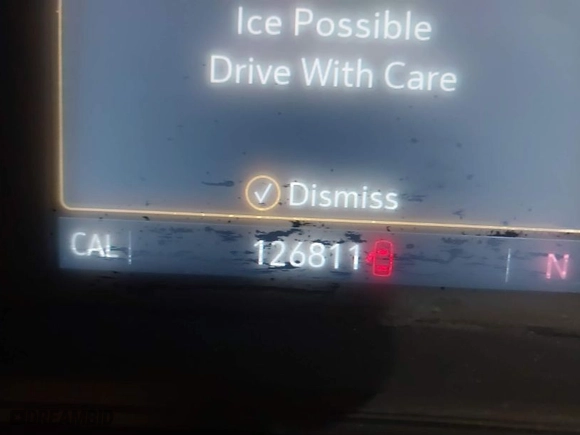 Ice Possible
Drive With Care
Dismiss
CAL
126811
N